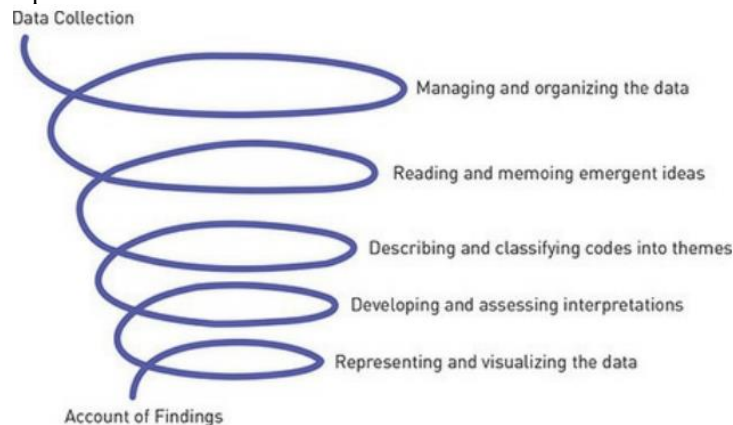 Data Collection
Managing and organizing the data
Reading and memoing emergent ideas
Describing and classifying codes into themes
Developing and assessing interpretations
Representing and visualizing the data
Account of Findings